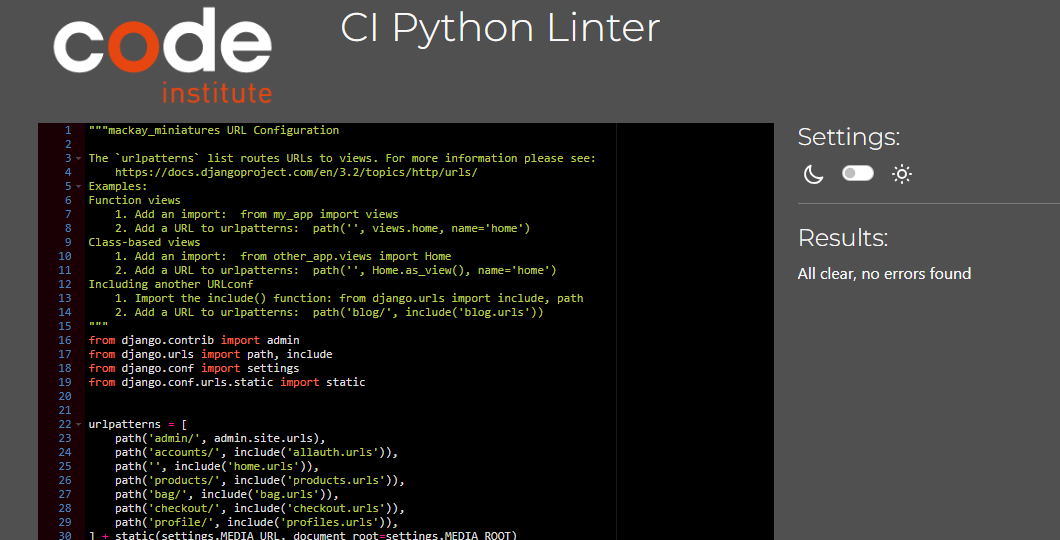 code
institute
CI Python Linter
1 """mackay_miniatures URL Configuration
2
3 The `urlpatterns` list routes URLs to views. For more information please see:
4     https://docs.djangoproject.com/en/3.2/topics/http/urls/
5 Examples:
6 Function views
7     1. Add an import:  from my_app import views
8     2. Add a URL to urlpatterns:  path('', views.home, name='home')
9 Class-based views
10     1. Add an import:  from other_app.views import Home
11     2. Add a URL to urlpatterns:  path('', Home.as_view(), name='home')
12 Including another URLconf
13     1. Import the include() function: from django.urls import include, path
14     2. Add a URL to urlpatterns:  path('blog/', include('blog.urls'))
15 """
16 from django.contrib import admin
17 from django.urls import path, include
18 from django.conf import settings
19 from django.conf.urls.static import static
20
21
22 urlpatterns = [
23     path('admin/', admin.site.urls),
24     path('accounts/', include('allauth.urls')),
25     path('', include('home.urls')),
26     path('products/', include('products.urls')),
27     path('bag/', include('bag.urls')),
28     path('checkout/', include('checkout.urls')),
29     path('profile/', include('profiles.urls')),
30 ] + static(settings.MEDIA_URL, document_root=settings.MEDIA_ROOT)
Settings:
Results:
All clear, no errors found